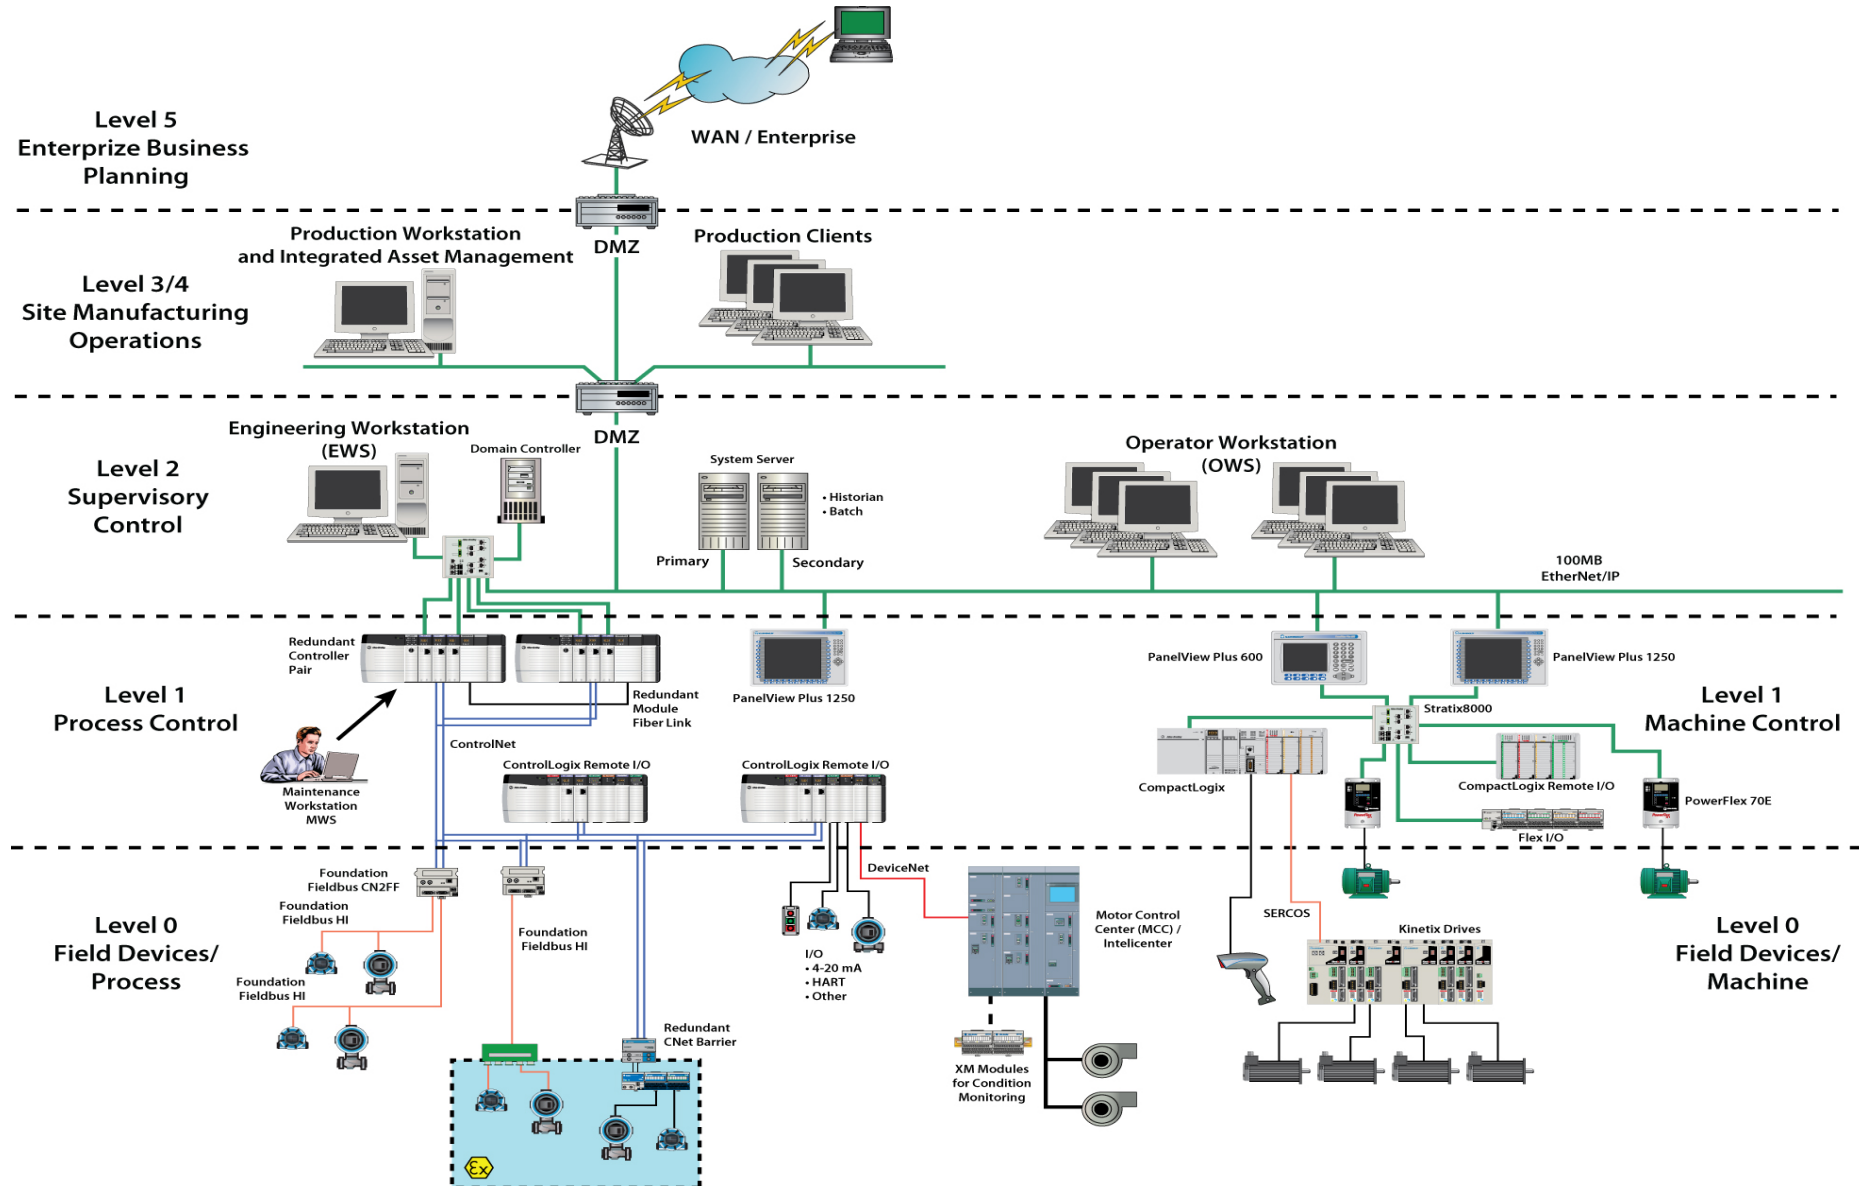 Level 5
Enterprize Business
Planning
WAN / Enterprise
DMZ
Production Workstation
and Integrated Asset Management
Production Clients
Level 3/4
Site Manufacturing
Operations
DMZ
Engineering Workstation
(EWS)
Domain Controller
System Server
• Historian
• Batch
Primary
Secondary
Operator Workstation
(OWS)
Level 2
Supervisory
Control
100MB
EtherNet/IP
Redundant
Controller
Pair
Redundant
Module
Fiber Link
PanelView Plus 1250
PanelView Plus 600
PanelView Plus 1250
Level 1
Process Control
Level 1
Machine Control
Stratix8000
ControlNet
Maintenance
Workstation
MWS
ControlLogix Remote I/O
ControlLogix Remote I/O
CompactLogix
CompactLogix Remote I/O
PowerFlex 70E
Flex I/O
Foundation
Fieldbus CN2FF
Foundation
Fieldbus HI
Foundation
Fieldbus HI
Foundation
Fieldbus HI
DeviceNet
Level 0
Field Devices/
Process
I/O
• 4-20 mA
• HART
• Other
Motor Control
Center (MCC) /
Intelicenter
SERCOS
Kinetix Drives
Level 0
Field Devices/
Machine
Redundant
CNet Barrier
XM Modules
for Condition
Monitoring
Ex